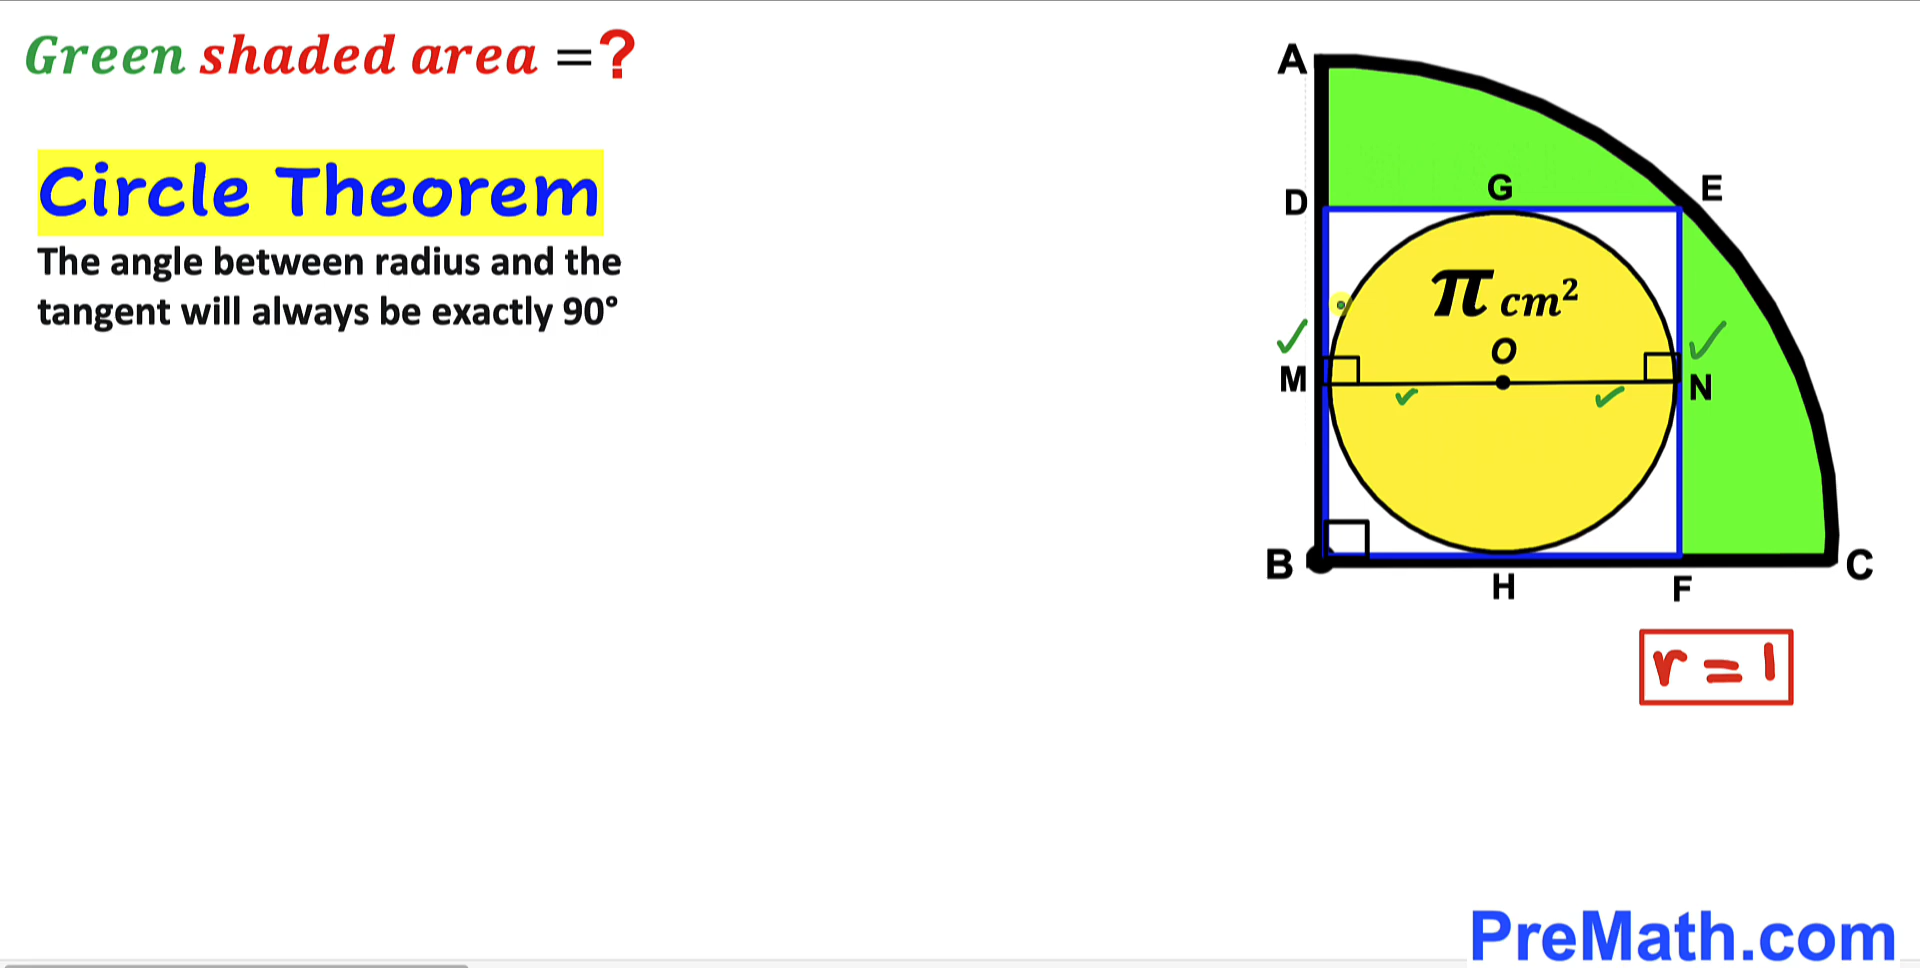 Green shaded area =?
Circle Theorem
The angle between radius and the
tangent will always be exactly 90°
A
D
G
E
π cm²
O
M
N
B
H
F
C
r = 1
PreMath.com